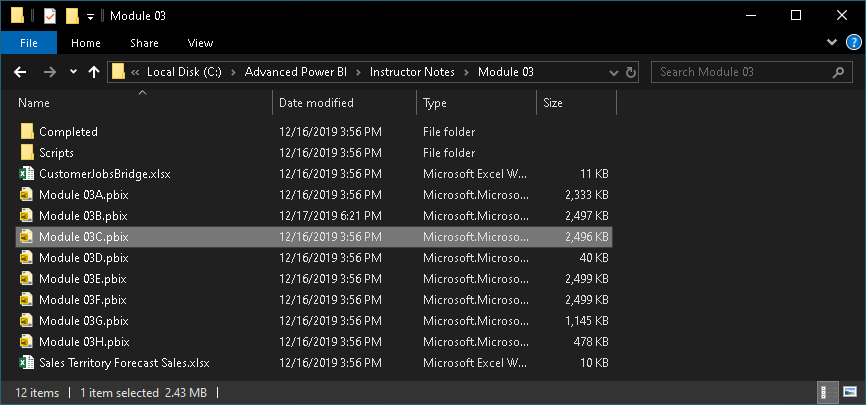 Module 03
File Home Share View
« Local Disk (C:) > Advanced Power BI > Instructor Notes > Module 03 Search Module 03
Name Date modified Type Size
Completed 12/16/2019 3:56 PM File folder
Scripts 12/16/2019 3:56 PM File folder
CustomerJobsBridge.xlsx 12/16/2019 3:56 PM Microsoft Excel W... 11 KB
Module 03A.pbix 12/16/2019 3:56 PM Microsoft.Microso... 2,333 KB
Module 03B.pbix 12/17/2019 6:21 PM Microsoft.Microso... 2,497 KB
Module 03C.pbix 12/16/2019 3:56 PM Microsoft.Microso... 2,496 KB
Module 03D.pbix 12/16/2019 3:56 PM Microsoft.Microso... 40 KB
Module 03E.pbix 12/16/2019 3:56 PM Microsoft.Microso... 2,499 KB
Module 03F.pbix 12/16/2019 3:56 PM Microsoft.Microso... 2,499 KB
Module 03G.pbix 12/16/2019 3:56 PM Microsoft.Microso... 1,145 KB
Module 03H.pbix 12/16/2019 3:56 PM Microsoft.Microso... 478 KB
Sales Territory Forecast Sales.xlsx 12/16/2019 3:56 PM Microsoft Excel W... 10 KB
12 items 1 item selected 2.43 MB